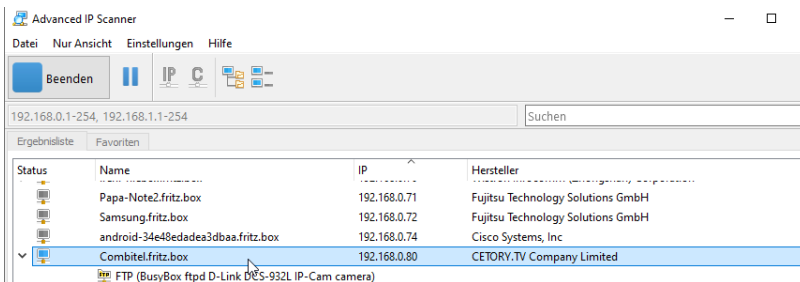 Advanced IP Scanner
Datei Nur Ansicht Einstellungen Hilfe
Beenden IP C
192.168.0.1-254, 192.168.1.1-254 Suchen
Ergebnisliste Favoriten
Status Name IP Hersteller
Papa-Note2.fritz.box 192.168.0.71 Fujitsu Technology Solutions GmbH
Samsung.fritz.box 192.168.0.72 Fujitsu Technology Solutions GmbH
android-34e48edadea3dbaa.fritz.box 192.168.0.74 Cisco Systems, Inc
Combitel.fritz.box 192.168.0.80 CETORY.TV Company Limited
FTP (BusyBox ftpd D-Link DCS-932L IP-Cam camera)